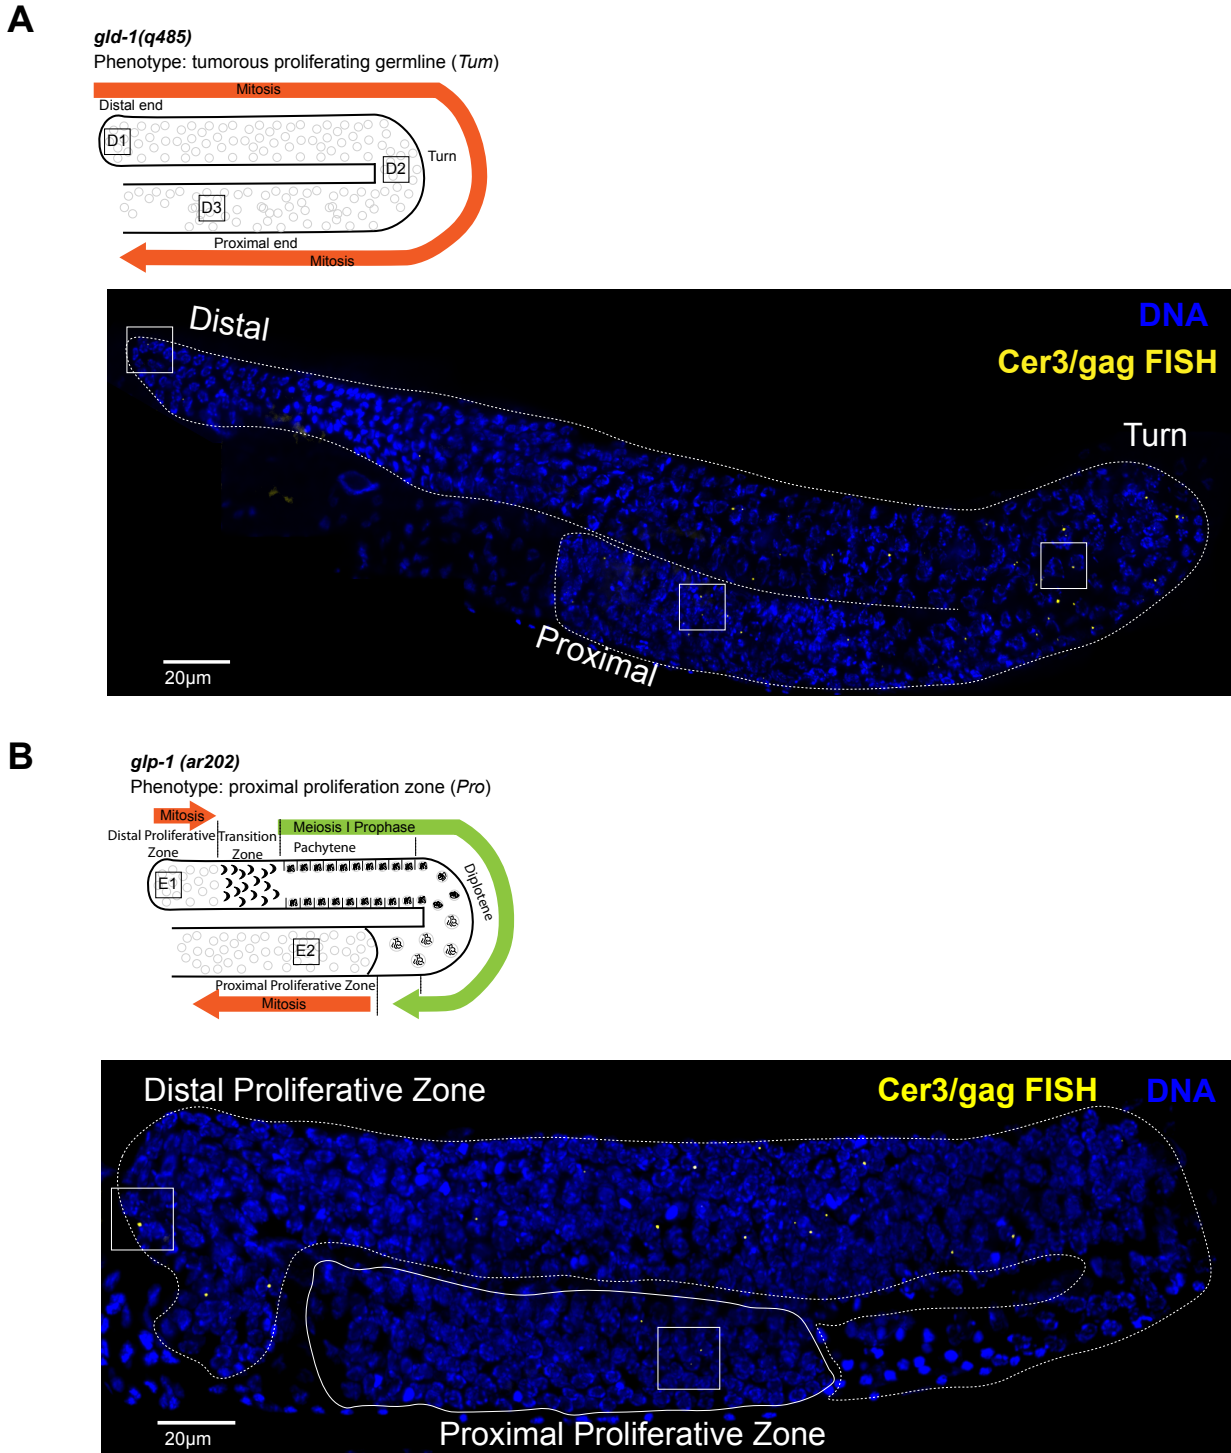 A
gld-1(q485)
Phenotype: tumorous proliferating germline (Tum)
Mitosis
Distal end
D1
Turn
D2
D3
Proximal end
Mitosis
Distal
DNA
Cer3/gag FISH
Turn
Proximal
20µm
B
glp-1 (ar202)
Phenotype: proximal proliferation zone (Pro)
Mitosis
Meiosis I Prophase
Distal Proliferative
Zone
Transition
Zone
Pachytene
Diplotene
E1
E2
Proximal Proliferative Zone
Mitosis
Distal Proliferative Zone
Cer3/gag FISH
DNA
20µm
Proximal Proliferative Zone